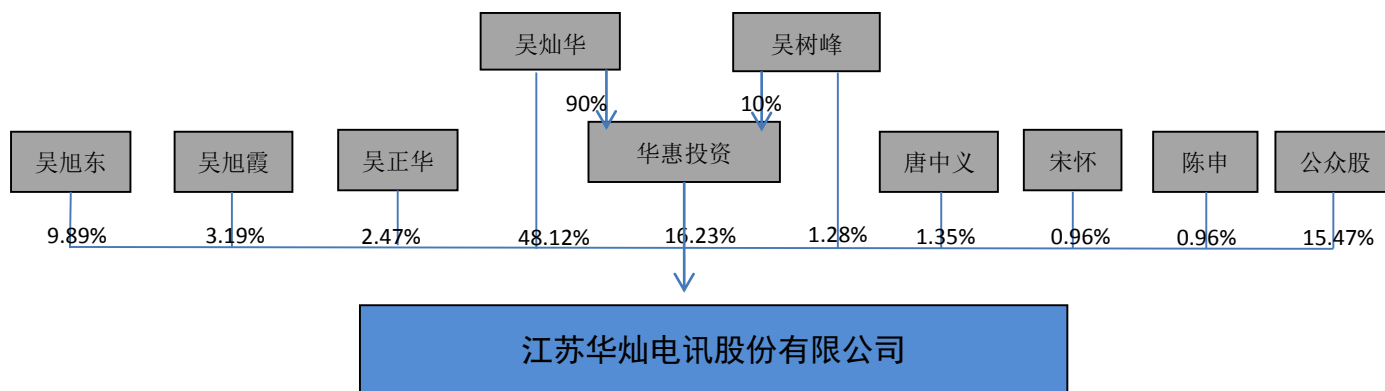 吴灿华
吴树峰
90%
10%
吴旭东
吴旭霞
吴正华
华惠投资
唐中义
宋怀
陈申
公众股
9.89%
3.19%
2.47%
48.12%
16.23%
1.28%
1.35%
0.96%
0.96%
15.47%
江苏华灿电讯股份有限公司